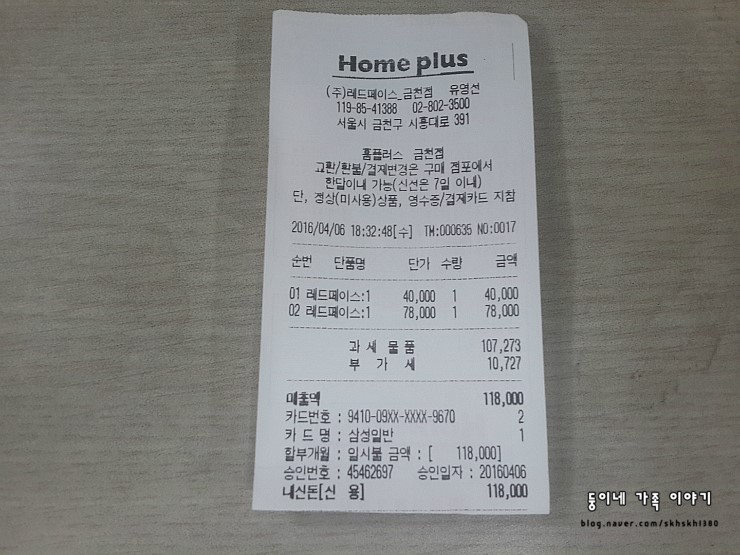 Home plus
(주)레드페이스_금천점 유영선
119-85-41388 02-802-3500
서울시 금천구 시흥대로 391
홈플러스 금천점
교환/환불/결제변경은 구매 점포에서
한달이내 가능(신선은 7일 이내)
단, 정상(미사용)상품, 영수증/결제카드 지참
2016/04/06 18:32:48[수] TM:000635 NO:0017
순번 단품명 단가 수량 금액
01 레드페이스:1 40,000 1 40,000
02 레드페이스:1 78,000 1 78,000
과 세 물 품 107,273
부 가 세 10,727
매출액 118,000
카드번호 : 9410-09XX-XXXX-9670 2
카 드 명 : 삼성일반 1
할부개월 : 일시불 금액 : [ 118,000]
승인번호 : 45462697 승인일자 : 20160406
내신돈[신 용] 118,000
둥이네 가족 이야기
blog.naver.com/skhskh1380